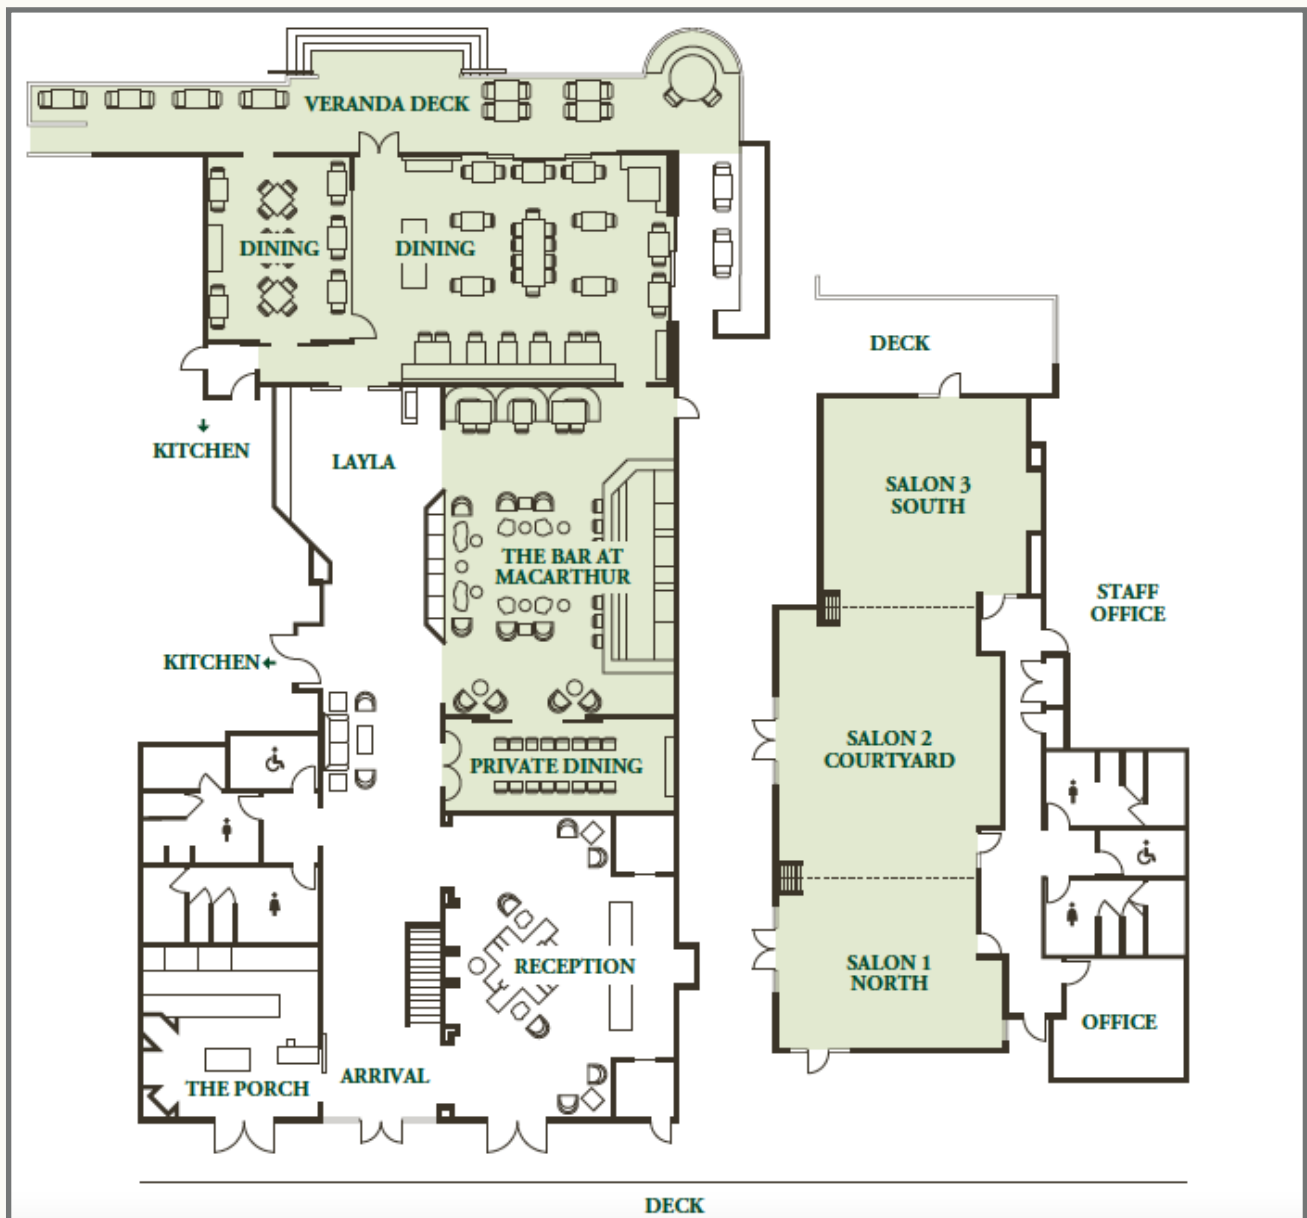 VERANDA DECK
DINING
DINING
DECK
KITCHEN
LAYLA
SALON 3
SOUTH
THE BAR AT
MACARTHUR
STAFF
OFFICE
KITCHEN
SALON 2
COURTYARD
PRIVATE DINING
RECEPTION
SALON 1
NORTH
OFFICE
ARRIVAL
THE PORCH
DECK